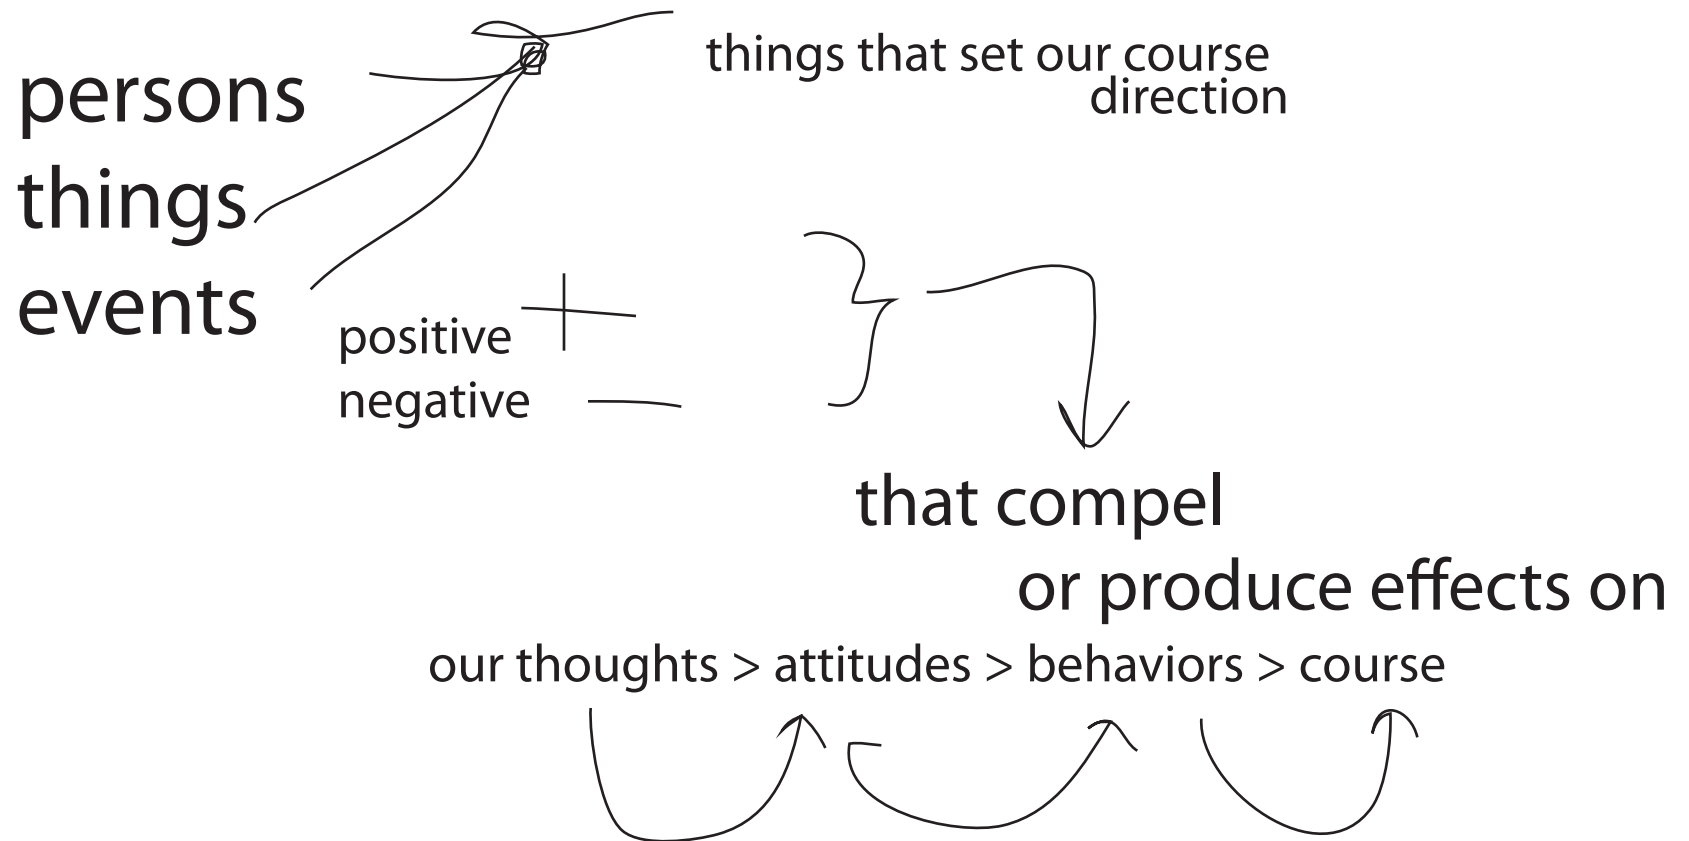 persons
things
events
things that set our course
direction
positive
negative
that compel
or produce effects on
our thoughts > attitudes > behaviors > course